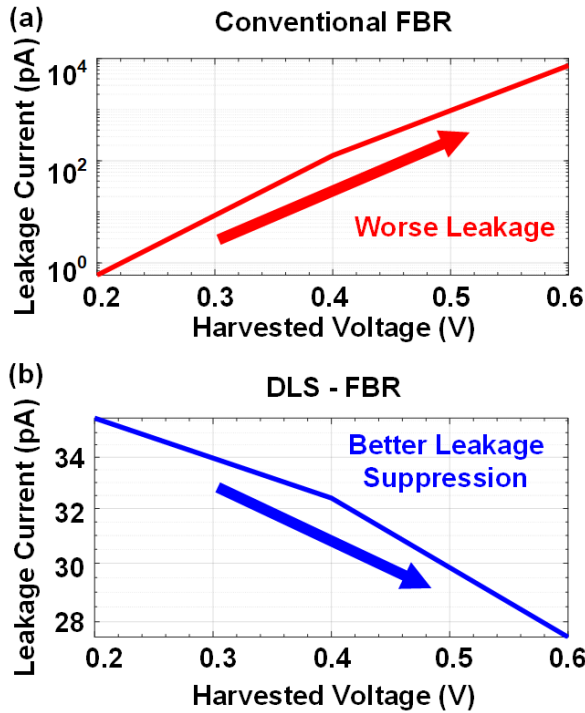 (a)
Conventional FBR
Leakage Current (pA)
10^4
10^2
10^0
Worse Leakage
0.2 0.3 0.4 0.5 0.6
Harvested Voltage (V)
(b)
DLS - FBR
Leakage Current (pA)
34
32
30
28
Better Leakage
Suppression
0.2 0.3 0.4 0.5 0.6
Harvested Voltage (V)